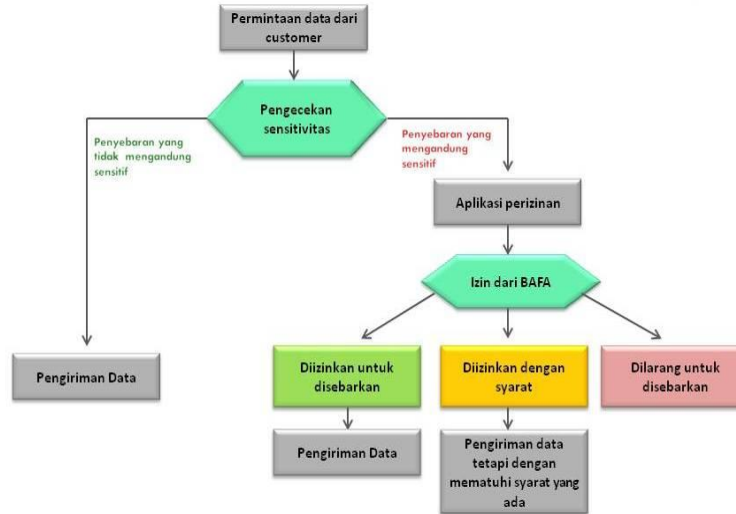 Permintaan data dari
customer
Pengecekan
sensitivitas
Penyebaran yang
tidak mengandung
sensitif
Penyebaran yang
mengandung
sensitif
Aplikasi perizinan
Izin dari BAFA
Pengiriman Data
Diizinkan untuk
disebarkan
Diizinkan dengan
syarat
Dilarang untuk
disebarkan
Pengiriman Data
Pengiriman data
tetapi dengan
mematuhi syarat yang
ada